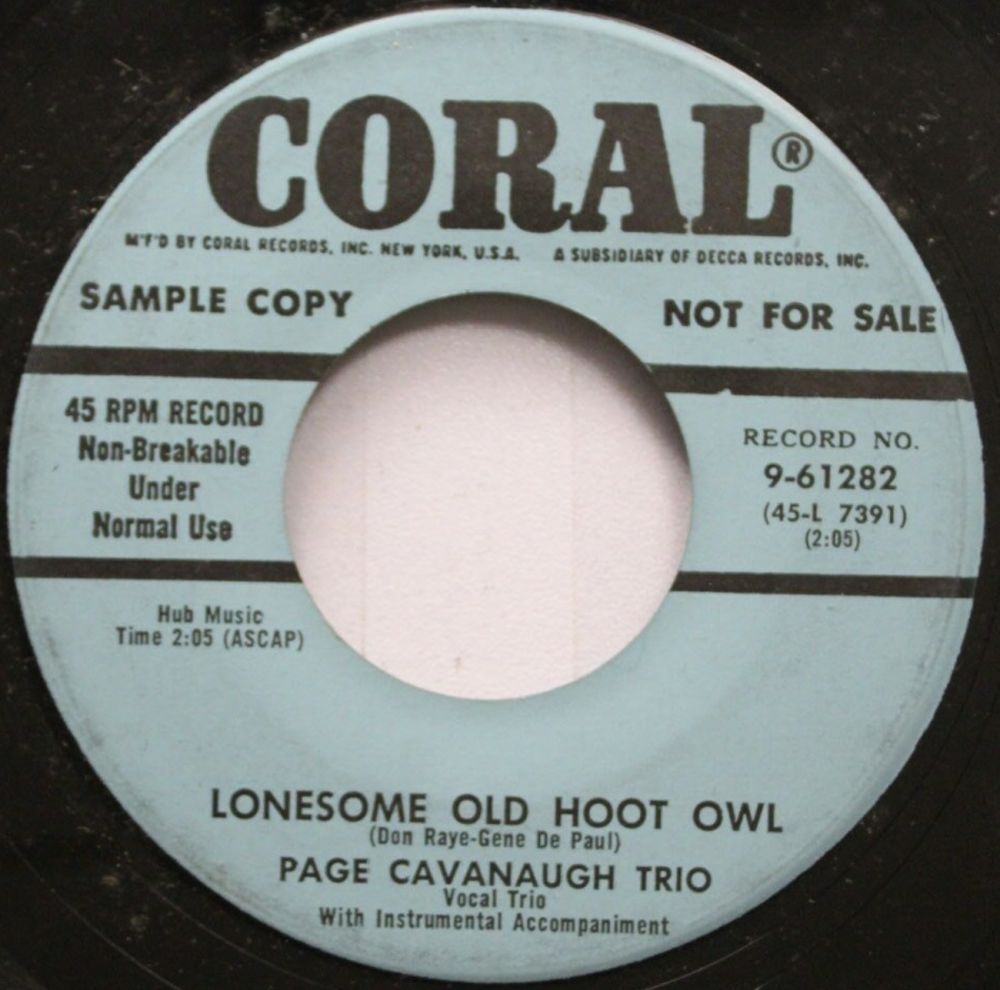 CORAL®
M'F'D BY CORAL RECORDS, INC. NEW YORK, U.S.A. A SUBSIDIARY OF DECCA RECORDS, INC.
SAMPLE COPY
NOT FOR SALE
45 RPM RECORD
Non-Breakable
Under
Normal Use
RECORD NO.
9-61282
(45-L 7391)
(2:05)
Hub Music
Time 2:05 (ASCAP)
LONESOME OLD HOOT OWL
(Don Raye-Gene De Paul)
PAGE CAVANAUGH TRIO
Vocal Trio
With Instrumental Accompaniment